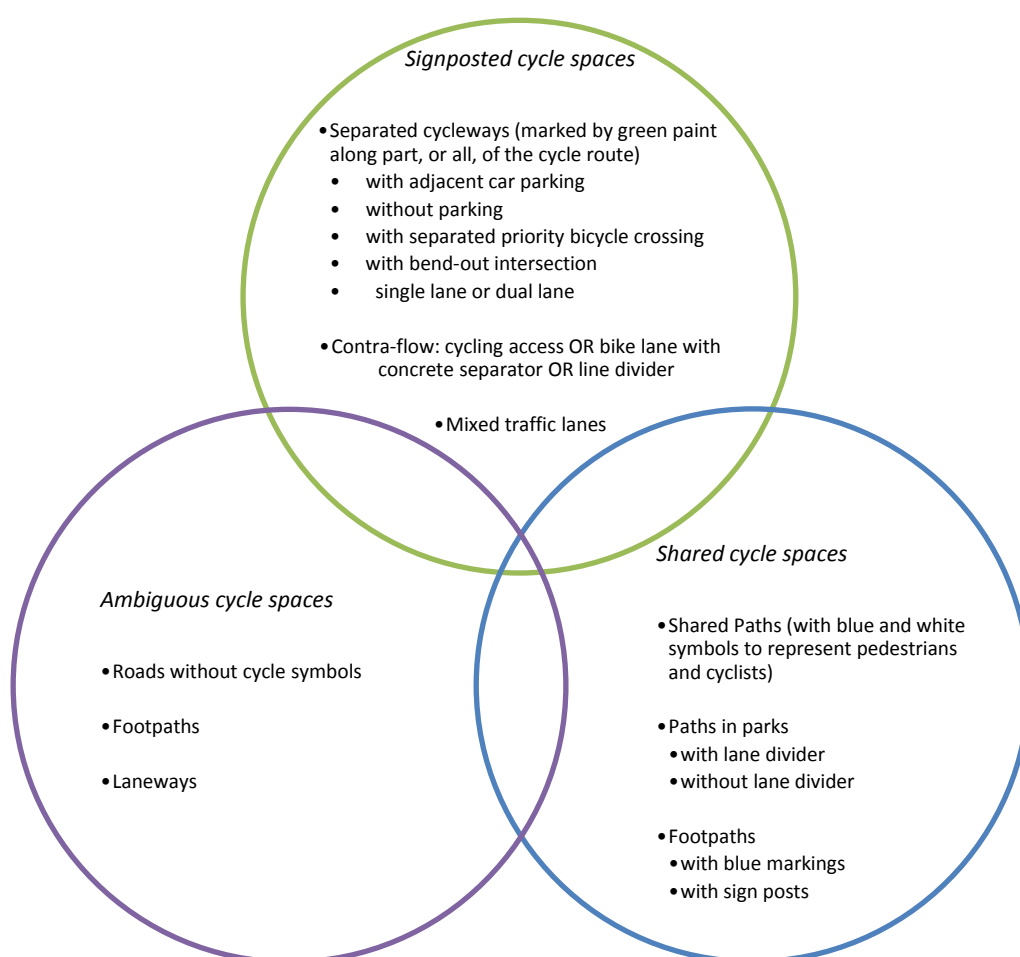 Signposted cycle spaces
•Separated cycleways (marked by green paint
along part, or all, of the cycle route)
• with adjacent car parking
• without parking
• with separated priority bicycle crossing
• with bend-out intersection
• single lane or dual lane
•Contra-flow: cycling access OR bike lane with
concrete separator OR line divider
•Mixed traffic lanes
Ambiguous cycle spaces
•Roads without cycle symbols
•Footpaths
•Laneways
Shared cycle spaces
•Shared Paths (with blue and white
symbols to represent pedestrians
and cyclists)
•Paths in parks
•with lane divider
•without lane divider
•Footpaths
•with blue markings
•with sign posts